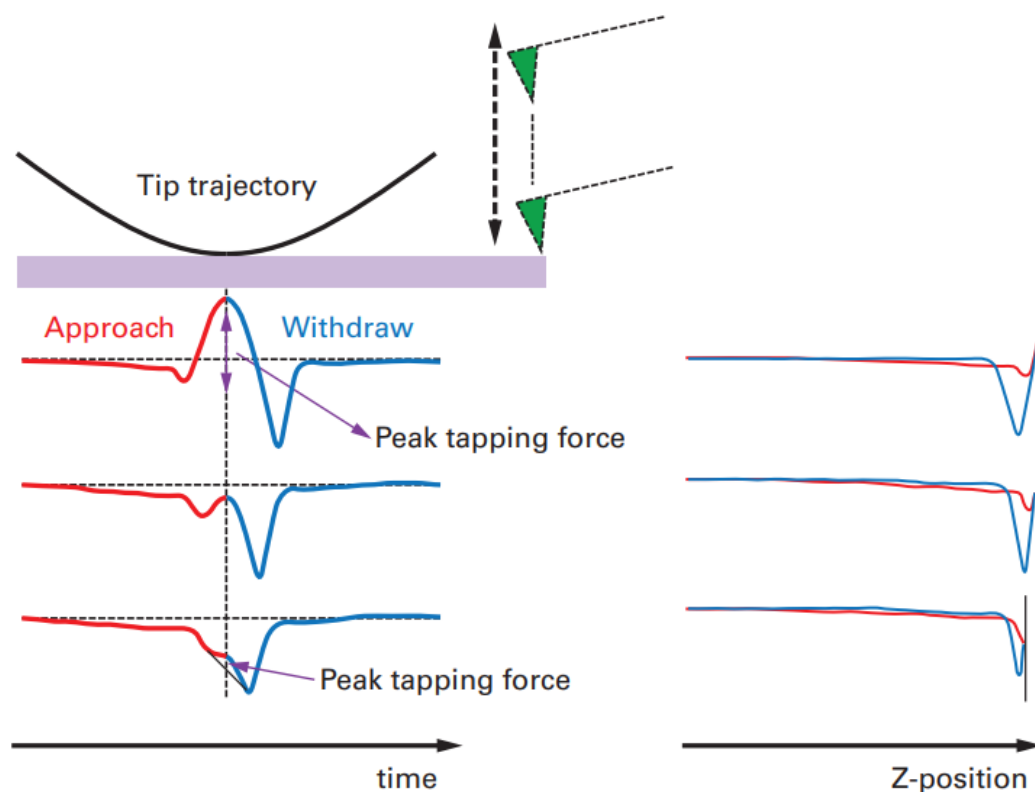 Tip trajectory
Approach
Withdraw
Peak tapping force
Peak tapping force
time
Z-position